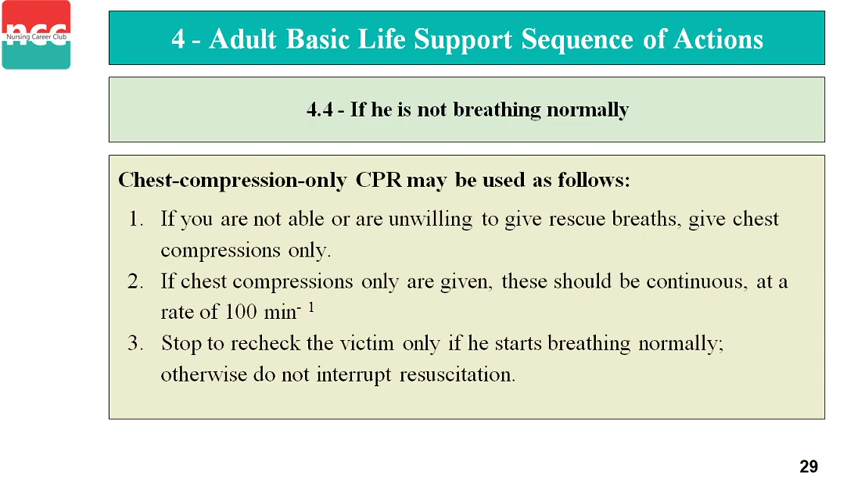 ncc
Nursing Career Club
4 - Adult Basic Life Support Sequence of Actions
4.4 - If he is not breathing normally
Chest-compression-only CPR may be used as follows:
1. If you are not able or are unwilling to give rescue breaths, give chest
compressions only.
2. If chest compressions only are given, these should be continuous, at a
rate of 100 min- 1
3. Stop to recheck the victim only if he starts breathing normally;
otherwise do not interrupt resuscitation.
29